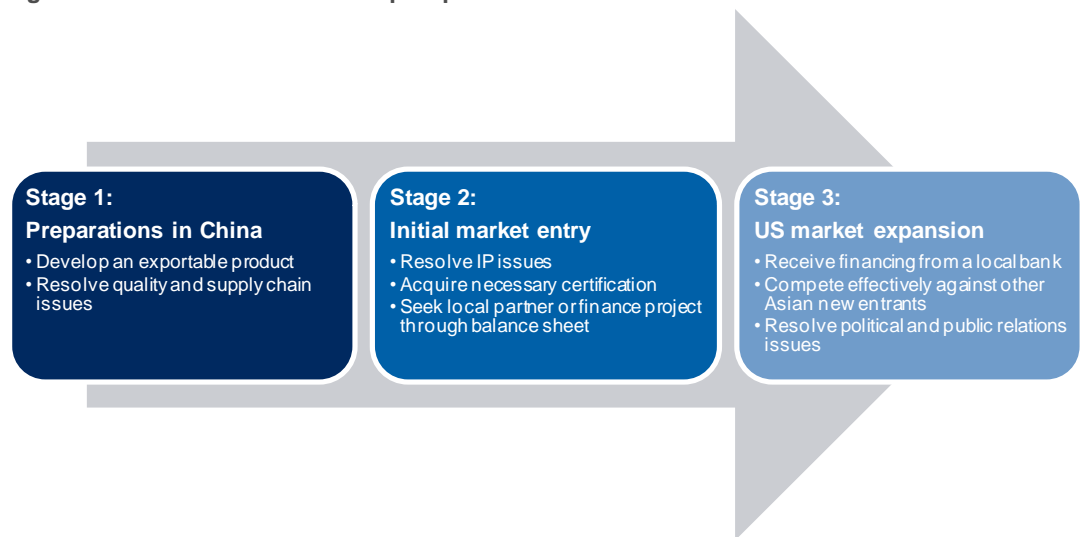 Stage 1:
Preparations in China
• Develop an exportable product
• Resolve quality and supply chain
issues
Stage 2:
Initial market entry
• Resolve IP issues
• Acquire necessary certification
• Seek local partner or finance project
through balance sheet
Stage 3:
US market expansion
• Receive financing from a local bank
• Compete effectively against other
Asian new entrants
• Resolve political and public relations
issues